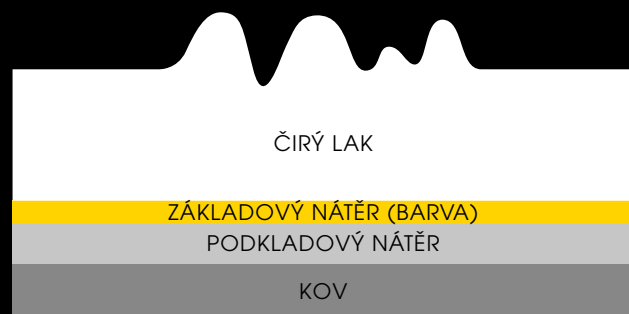 ČIRÝ LAK
ZÁKLADOVÝ NÁTĚR (BARVA)
PODKLADOVÝ NÁTĚR
KOV